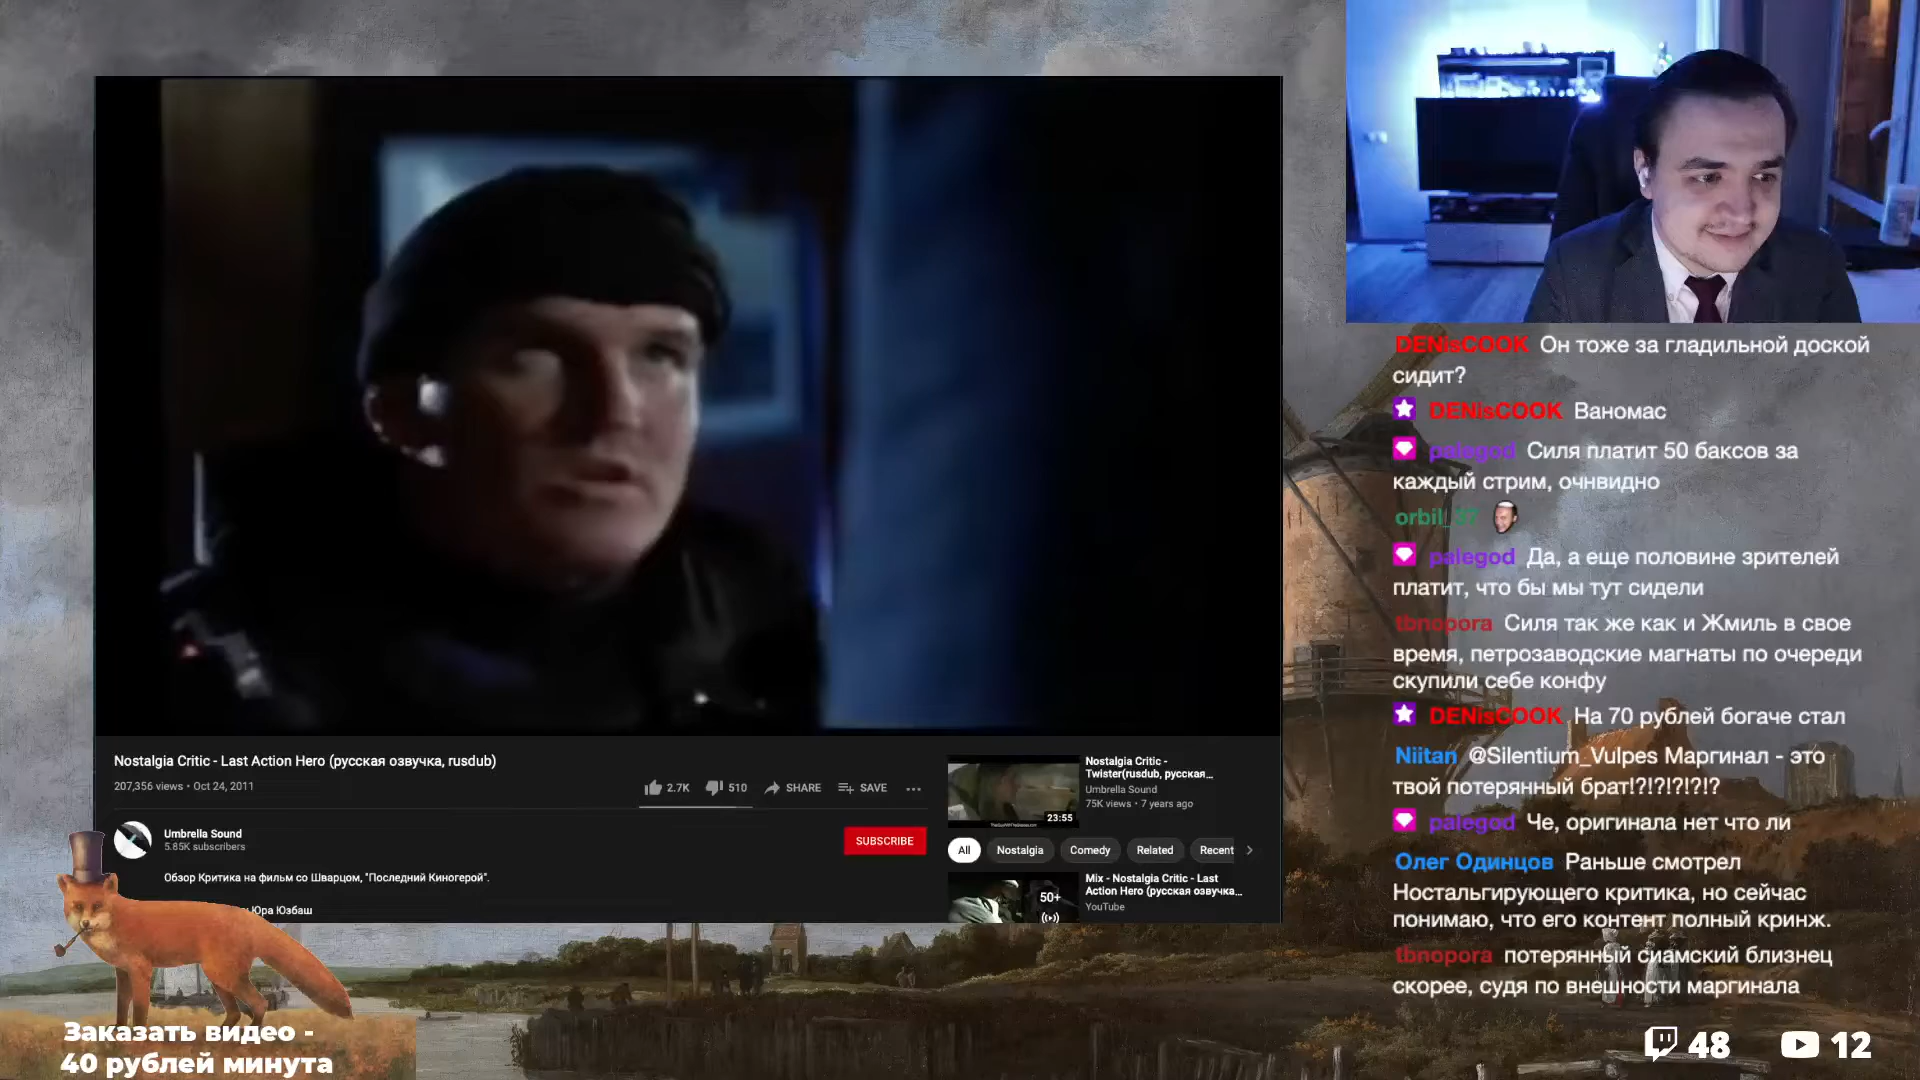 DENisCOOK Он тоже за гладильной доской
сидит?
DENisCOOK Ваномас
palegod Силя платит 50 баксов за
каждый стрим, очнвидно
orbil_37
palegod Да, а еще половине зрителей
платит, что бы мы тут сидели
tbnopora Силя так же как и Жмиль в свое
время, петрозаводские магнаты по очереди
скупили себе конфу
DENisCOOK На 70 рублей богаче стал
Niitan @Silentium_Vulpes Маргинал - это
твой потерянный брат!?!?!?!?!?
palegod Че, оригинала нет что ли
Олег Одинцов Раньше смотрел
Ностальгирующего критика, но сейчас
понимаю, что его контент полный кринж.
tbnopora потерянный сиамский близнец
скорее, судя по внешности маргинала
Nostalgia Critic - Last Action Hero (русская озвучка, rusdub)
207,356 views • Oct 24, 2011
2.7K 510 SHARE SAVE
Umbrella Sound
5.85K subscribers
SUBSCRIBE
Обзор Критика на фильм со Шварцом, "Последний Киногерой".
Юра Юзбаш
Nostalgia Critic -
Twister(rusdub, русская...
Umbrella Sound
75K views • 7 years ago
23:55
All Nostalgia Comedy Related Recent
Mix - Nostalgia Critic - Last
Action Hero (русская озвучка...
YouTube
50+
Заказать видео -
40 рублей минута
48 12